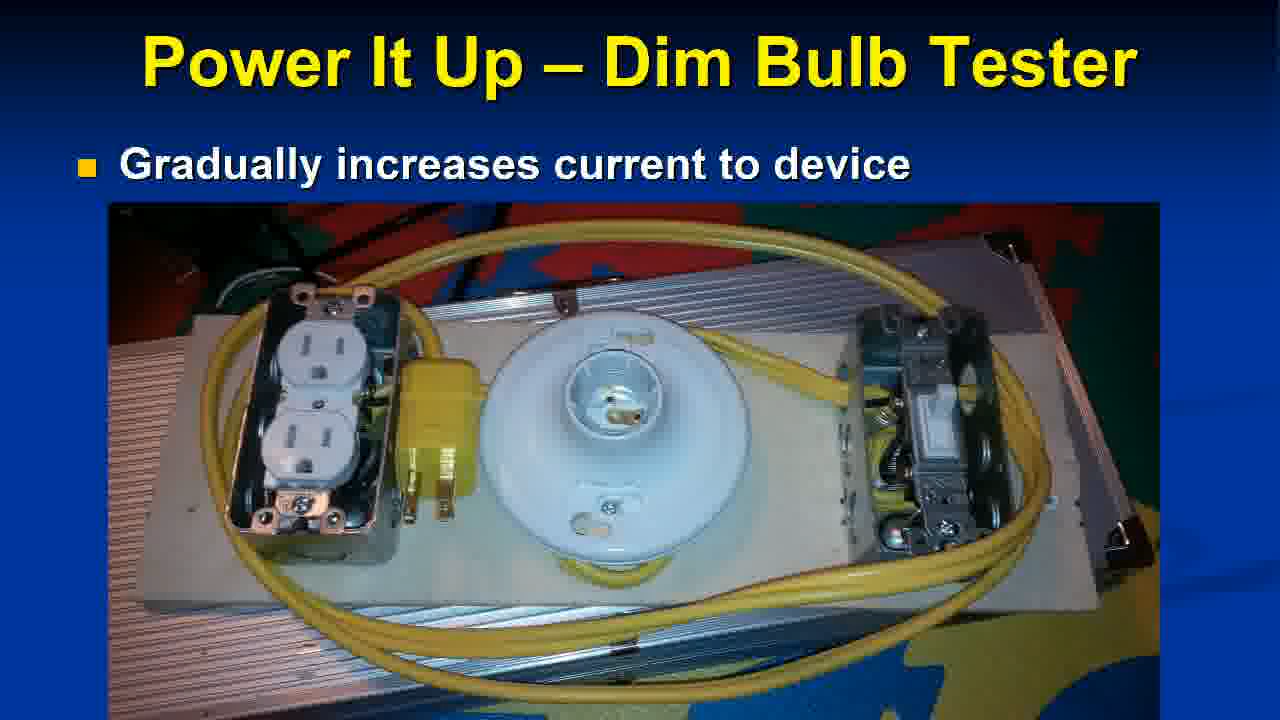 Power It Up – Dim Bulb Tester
Gradually increases current to device